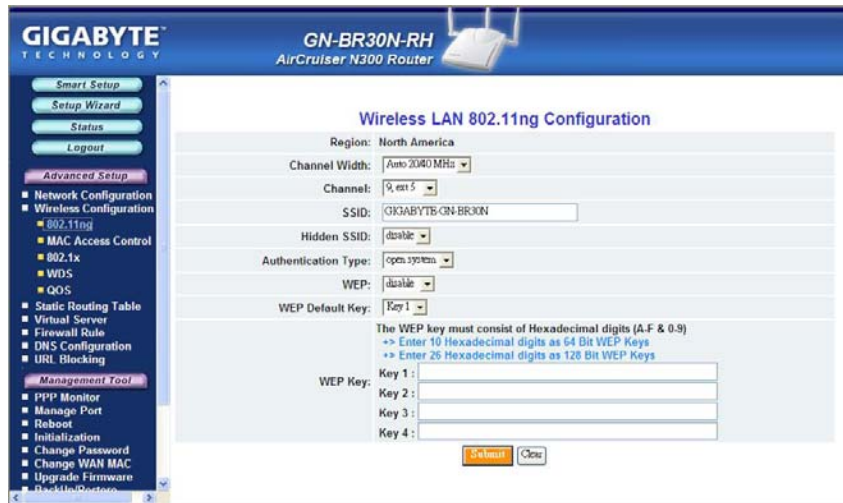 GIGABYTE™
TECHNOLOGY
GN-BR30N-RH
AirCruiser N300 Router
Smart Setup
Setup Wizard
Status
Logout
Advanced Setup
Network Configuration
Wireless Configuration
802.11ng
MAC Access Control
802.1x
WDS
QOS
Static Routing Table
Virtual Server
Firewall Rule
DNS Configuration
URL Blocking
Management Tool
PPP Monitor
Manage Port
Reboot
Initialization
Change Password
Change WAN MAC
Upgrade Firmware
BackUp/Restore
Wireless LAN 802.11ng Configuration
Region: North America
Channel Width: Auto 20/40 MHz
Channel: 9, ext 5
SSID: GIGABYTE-GN-BR30N
Hidden SSID: disable
Authentication Type: open system
WEP: disable
WEP Default Key: Key 1
The WEP key must consist of Hexadecimal digits (A-F & 0-9)
+> Enter 10 Hexadecimal digits as 64 Bit WEP Keys
+> Enter 26 Hexadecimal digits as 128 Bit WEP Keys
WEP Key:
Key 1 :
Key 2 :
Key 3 :
Key 4 :
Submit Clear